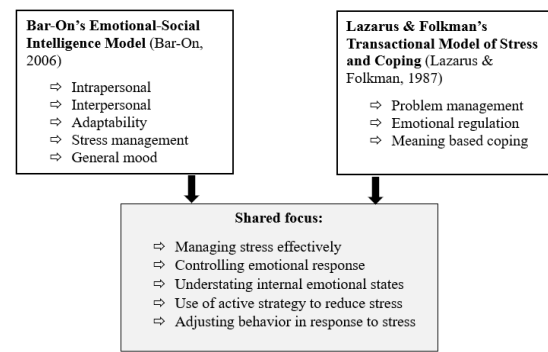 Bar-On's Emotional-Social
Intelligence Model (Bar-On,
2006)
⇨ Intrapersonal
⇨ Interpersonal
⇨ Adaptability
⇨ Stress management
⇨ General mood
Lazarus & Folkman's
Transactional Model of Stress
and Coping (Lazarus &
Folkman, 1987)
⇨ Problem management
⇨ Emotional regulation
⇨ Meaning based coping
Shared focus:
⇨ Managing stress effectively
⇨ Controlling emotional response
⇨ Understating internal emotional states
⇨ Use of active strategy to reduce stress
⇨ Adjusting behavior in response to stress